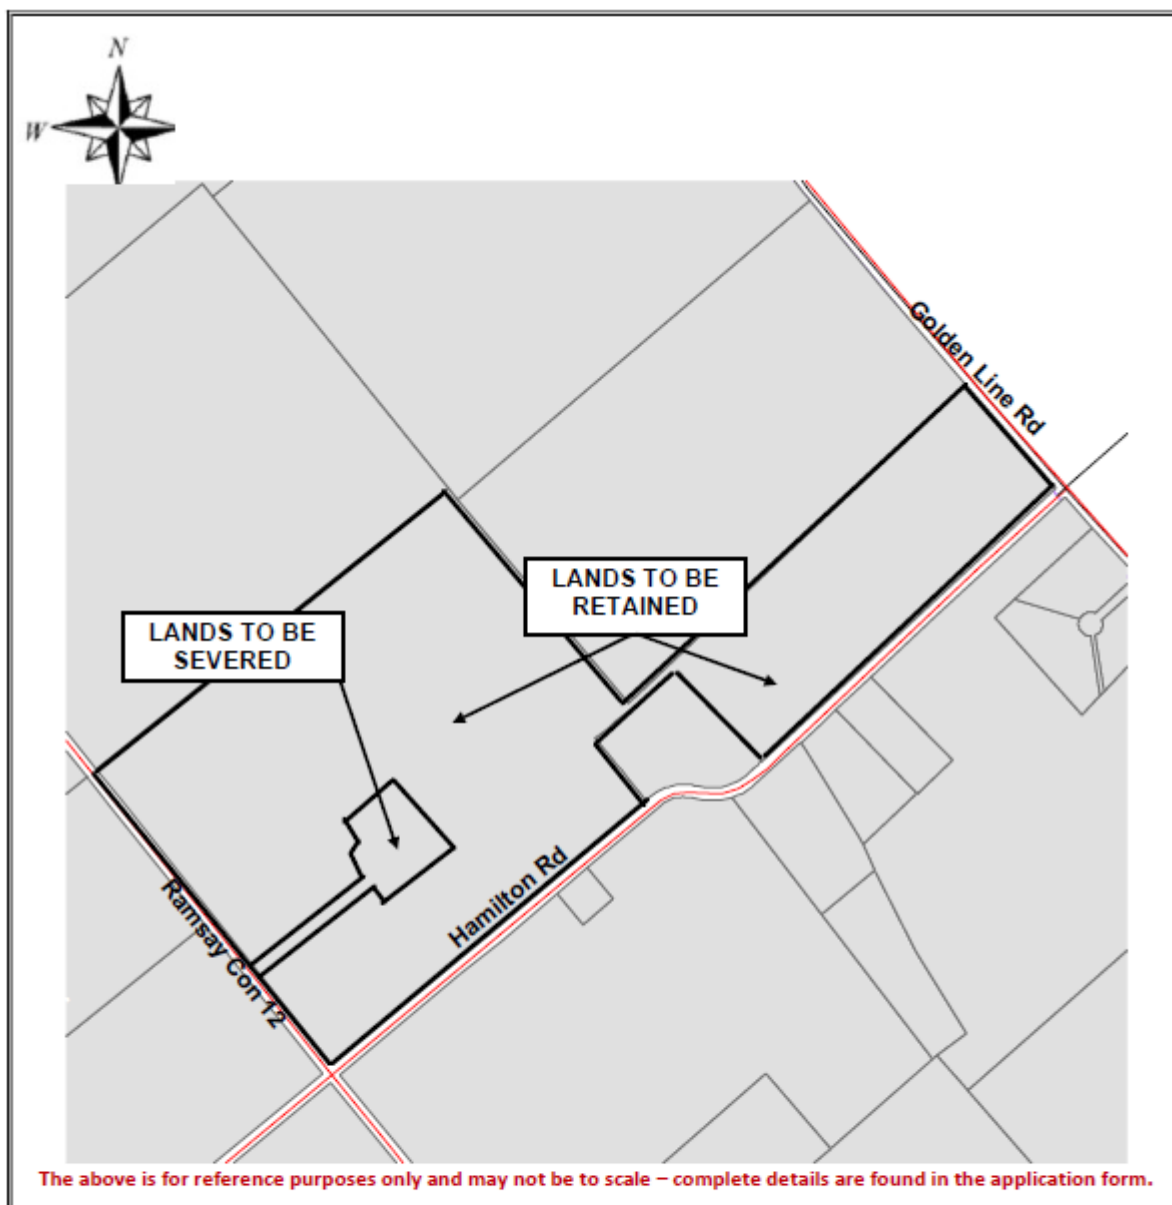 N
W
Golden Line Rd
LANDS TO BE
RETAINED
LANDS TO BE
SEVERED
Hamilton Rd
Ramsay Con 12
The above is for reference purposes only and may not be to scale – complete details are found in the application form.